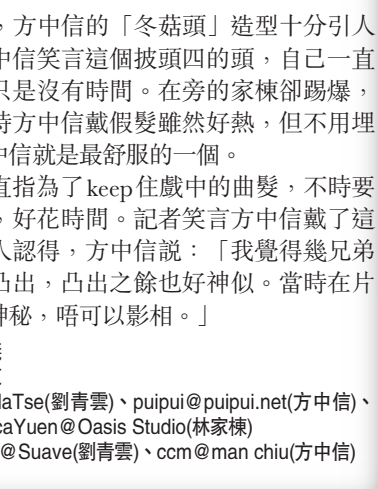 ，方中信的「冬菇頭」造型十分引人
中信笑言這個披頭四的頭，自己一直
只是沒有時間。在旁的家棟卻踢爆，
時方中信戴假髮雖然好熱，但不用埋
中信就是最舒服的一個。
直指為了keep住戲中的曲髮，不時要
，好花時間。記者笑言方中信戴了這
人認得，方中信說：「我覺得幾兄弟
凸出，凸出之餘也好神似。當時在片
神秘，唔可以影相。」
laTse(劉青雲)、puipui@puipui.net(方中信)、
caYuen@Oasis Studio(林家棟)
@Suave(劉青雲)、ccm@man chiu(方中信)